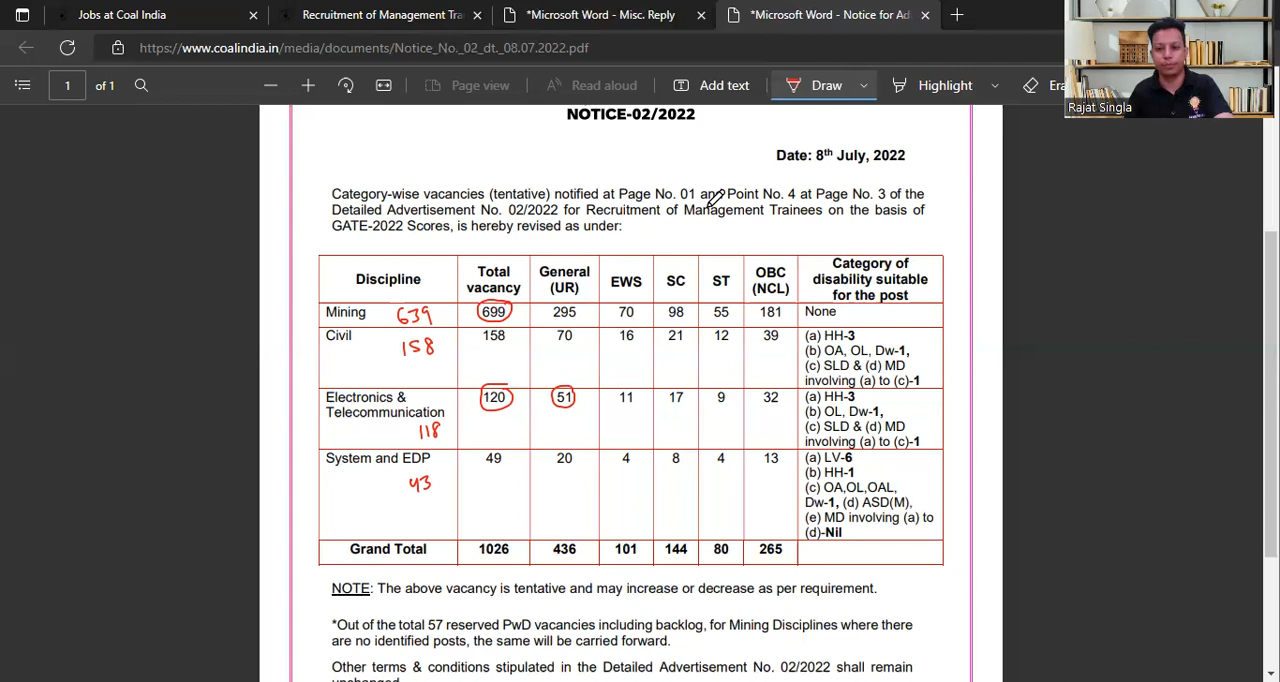 Jobs at Coal India
Recruitment of Management Tra
*Microsoft Word - Misc. Reply
*Microsoft Word - Notice for Ad
https://www.coalindia.in/media/documents/Notice_No._02_dt._08.07.2022.pdf
1 of 1
Page view
Read aloud
Add text
Draw
Highlight
Era
Rajat Singla
NOTICE-02/2022
Date: 8th July, 2022
Category-wise vacancies (tentative) notified at Page No. 01 and Point No. 4 at Page No. 3 of the
Detailed Advertisement No. 02/2022 for Recruitment of Management Trainees on the basis of
GATE-2022 Scores, is hereby revised as under:
Discipline
Total
vacancy
General
(UR)
EWS
SC
ST
OBC
(NCL)
Category of
disability suitable
for the post
Mining 639 699 295 70 98 55 181 None
Civil 158 158 70 16 21 12 39
(a) HH-3
(b) OA, OL, Dw-1,
(c) SLD & (d) MD
involving (a) to (c)-1
Electronics &
Telecommunication
118
120 51 11 17 9 32
(a) HH-3
(b) OL, Dw-1,
(c) SLD & (d) MD
involving (a) to (c)-1
System and EDP
43
49 20 4 8 4 13
(a) LV-6
(b) HH-1
(c) OA,OL,OAL,
Dw-1, (d) ASD(M),
(e) MD involving (a) to
(d)-Nil
Grand Total 1026 436 101 144 80 265
NOTE: The above vacancy is tentative and may increase or decrease as per requirement.
*Out of the total 57 reserved PwD vacancies including backlog, for Mining Disciplines where there
are no identified posts, the same will be carried forward.
Other terms & conditions stipulated in the Detailed Advertisement No. 02/2022 shall remain
unchanged